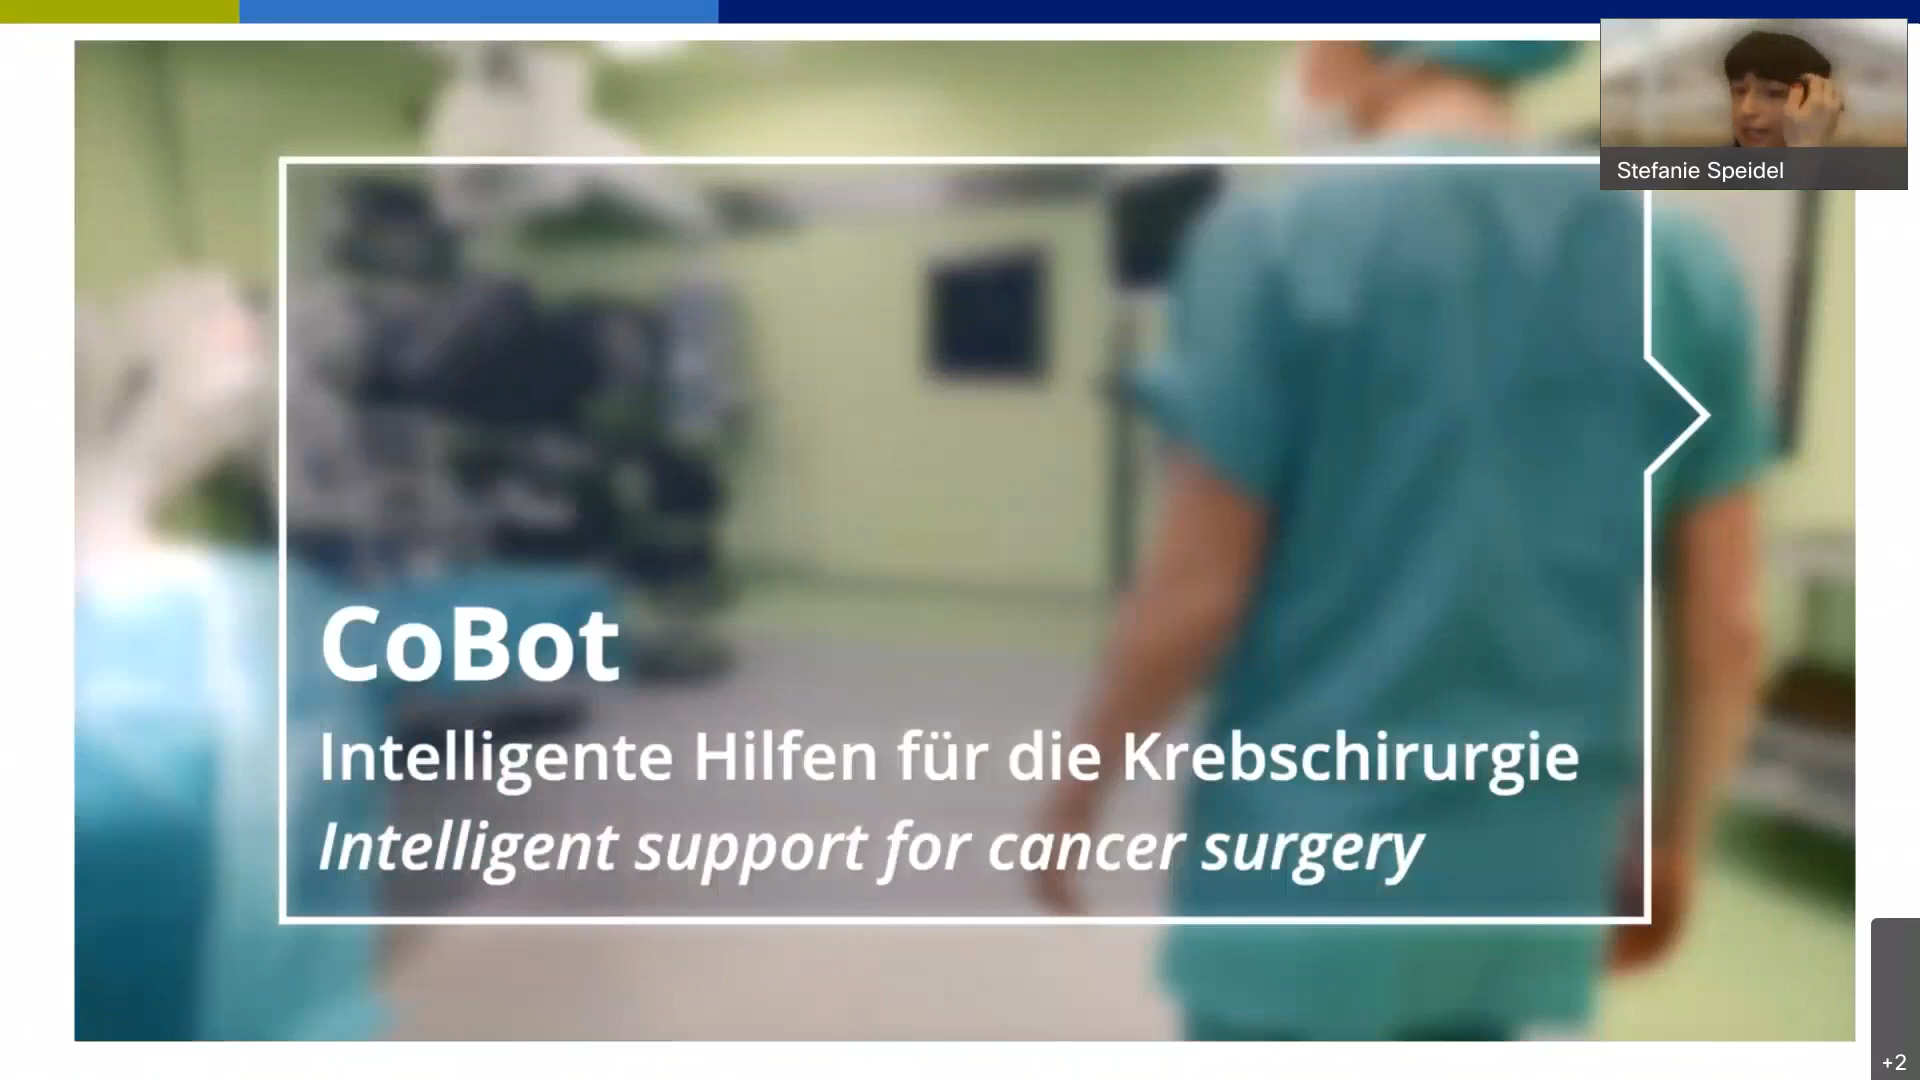 Stefanie Speidel
CoBot
Intelligente Hilfen für die Krebschirurgie
Intelligent support for cancer surgery
+2